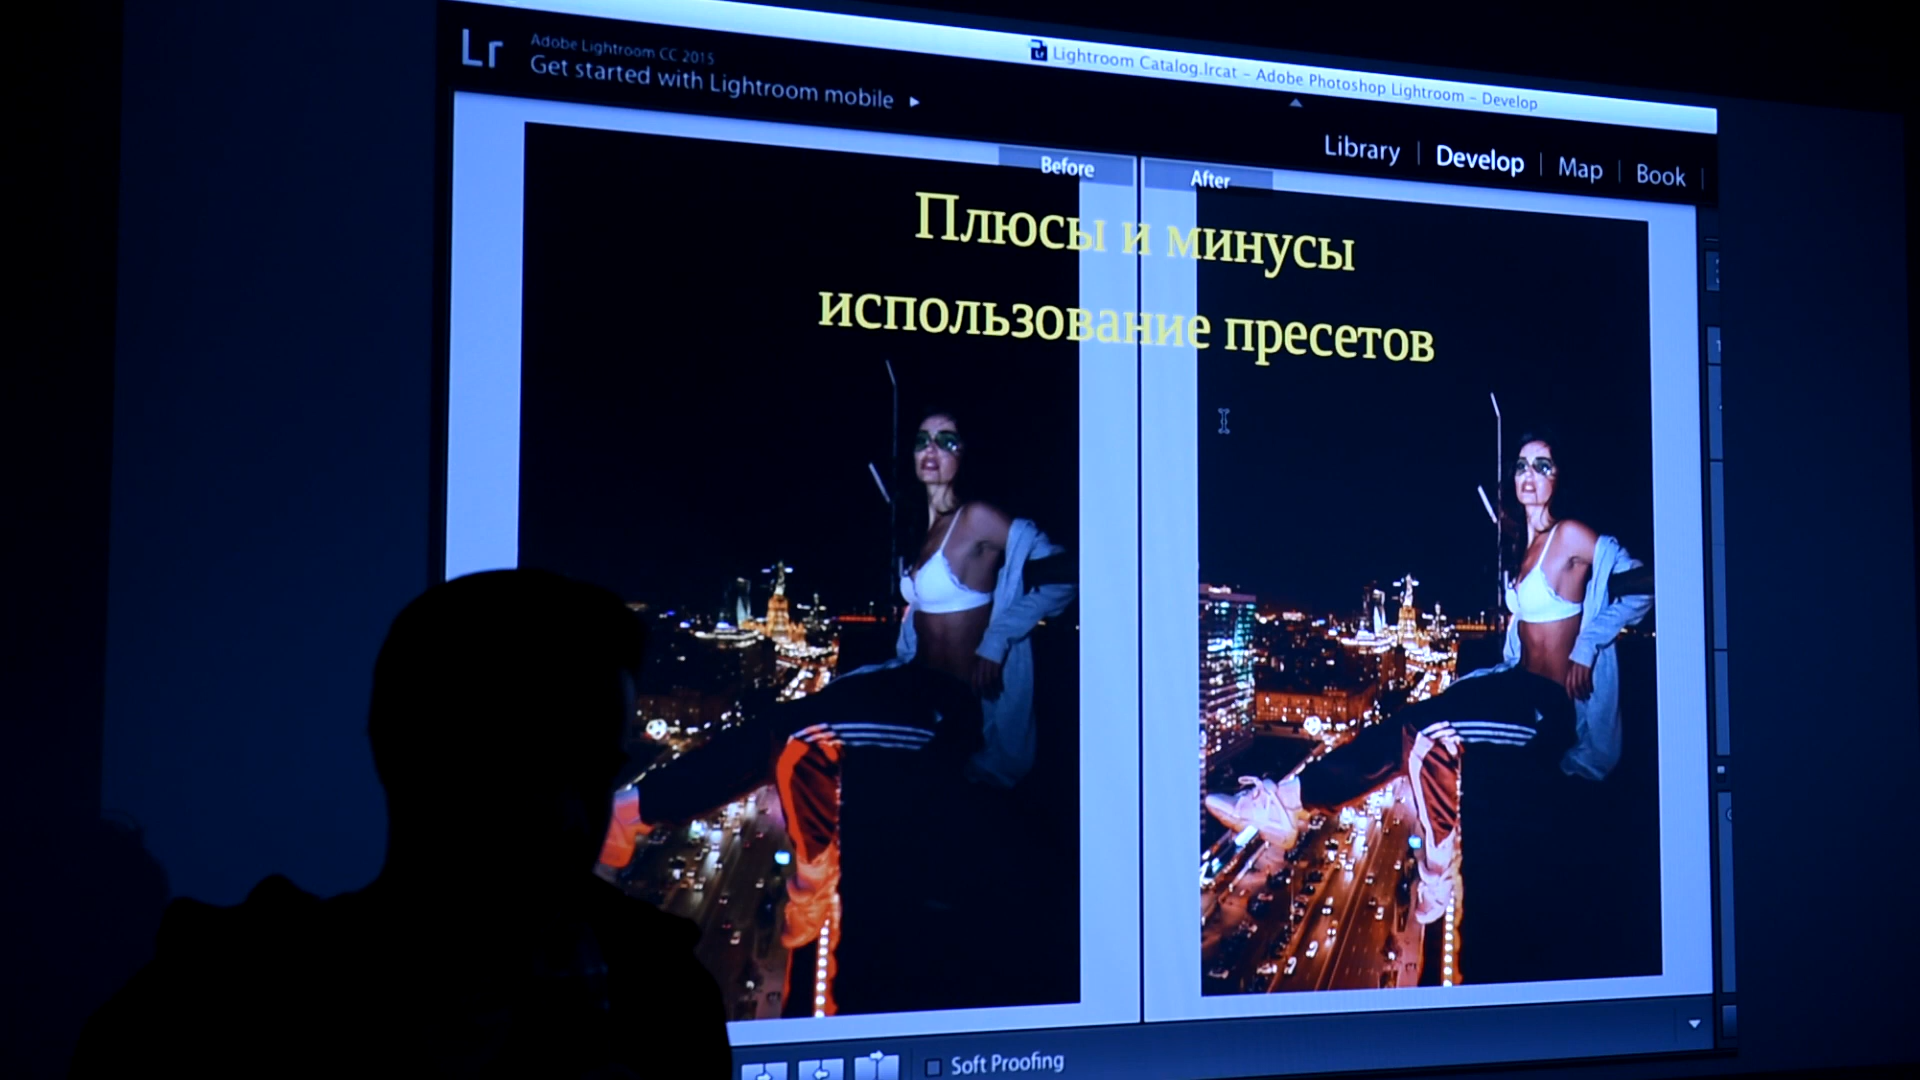 Lightroom Catalog.lrcat – Adobe Photoshop Lightroom – Develop
Lr
Adobe Lightroom CC 2015
Get started with Lightroom mobile
Library | Develop | Map | Book |
Before
After
Плюсы и минусы
использование пресетов
Soft Proofing